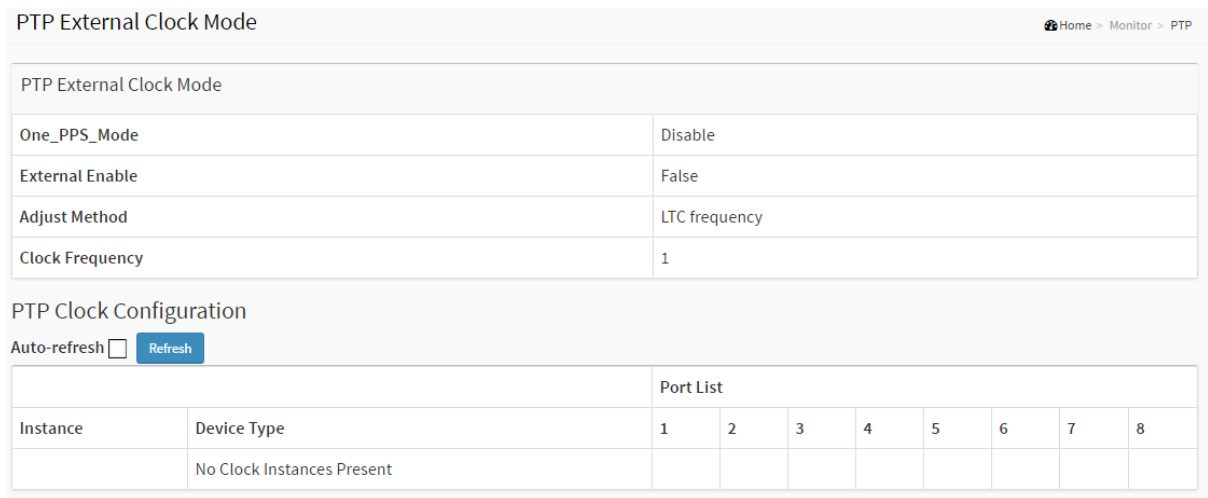 PTP External Clock Mode
Home > Monitor > PTP
PTP External Clock Mode
One_PPS_Mode Disable
External Enable False
Adjust Method LTC frequency
Clock Frequency 1
PTP Clock Configuration
Auto-refresh Refresh
Port List
Instance Device Type 1 2 3 4 5 6 7 8
No Clock Instances Present